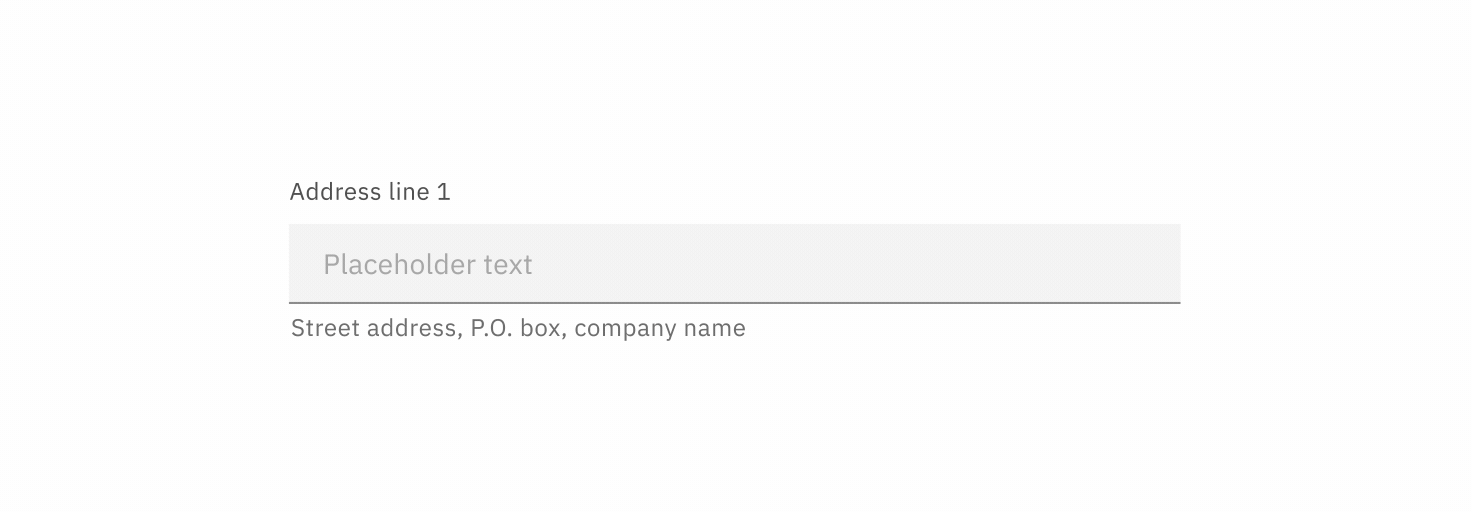 Address line 1
Placeholder text
Street address, P.O. box, company name